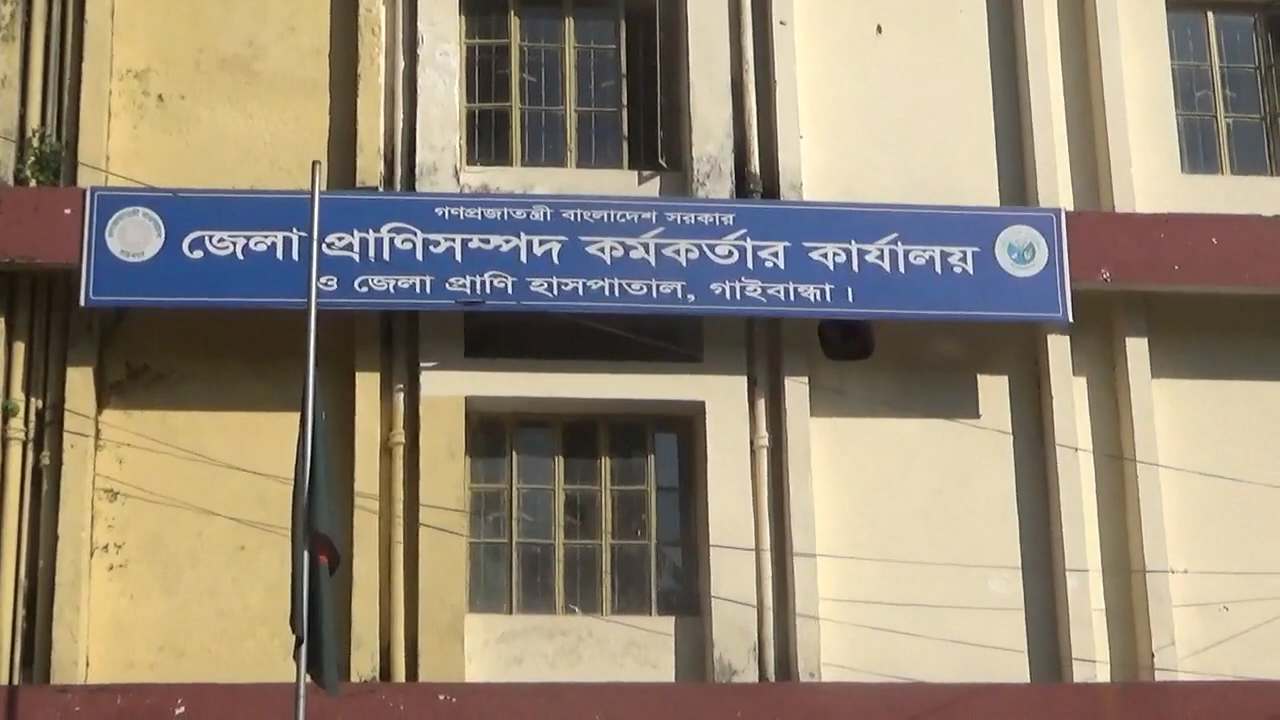 গণপ্রজাতন্ত্রী বাংলাদেশ সরকার
জেলা প্রাণিসম্পদ কর্মকর্তার কার্যালয়
ও জেলা প্রাণি হাসপাতাল, গাইবান্ধা।